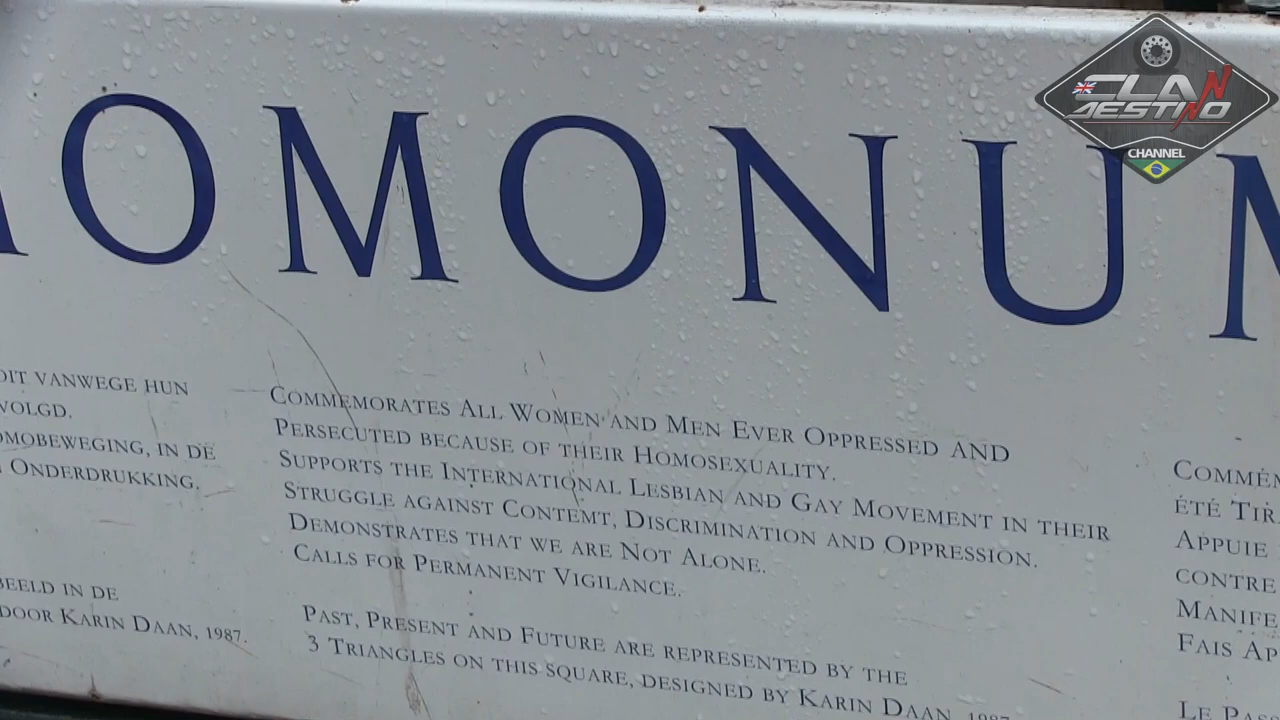 OMONUM
CLAN
DESTINO
CHANNEL
OIT VANWEGE HUN
VOLGD.
OMOBEWEGING, IN DE
ONDERDRUKKING.
BEELD IN DE
DOOR KARIN DAAN, 1987.
COMMEMORATES ALL WOMEN AND MEN EVER OPPRESSED AND
PERSECUTED BECAUSE OF THEIR HOMOSEXUALITY.
SUPPORTS THE INTERNATIONAL LESBIAN AND GAY MOVEMENT IN THEIR
STRUGGLE AGAINST CONTEMT, DISCRIMINATION AND OPPRESSION.
DEMONSTRATES THAT WE ARE NOT ALONE.
CALLS FOR PERMANENT VIGILANCE.
PAST, PRESENT AND FUTURE ARE REPRESENTED BY THE
3 TRIANGLES ON THIS SQUARE, DESIGNED BY KARIN DAAN, 1987
COMMÉM
ÉTÉ TIR
APPUIE
CONTRE
MANIFE
FAIS AP
LE PAS